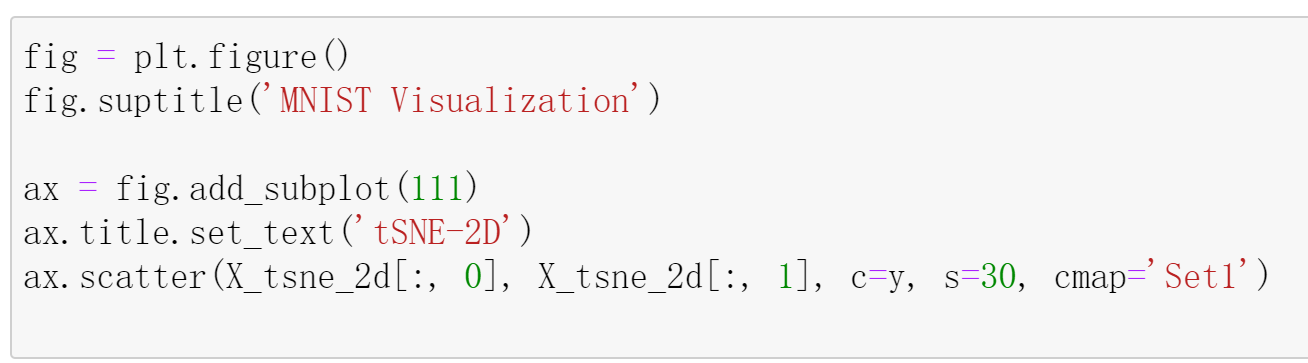 fig = plt.figure()
fig.suptitle('MNIST Visualization')
ax = fig.add_subplot(111)
ax.title.set_text('tSNE-2D')
ax.scatter(X_tsne_2d[:, 0], X_tsne_2d[:, 1], c=y, s=30, cmap='Set1')